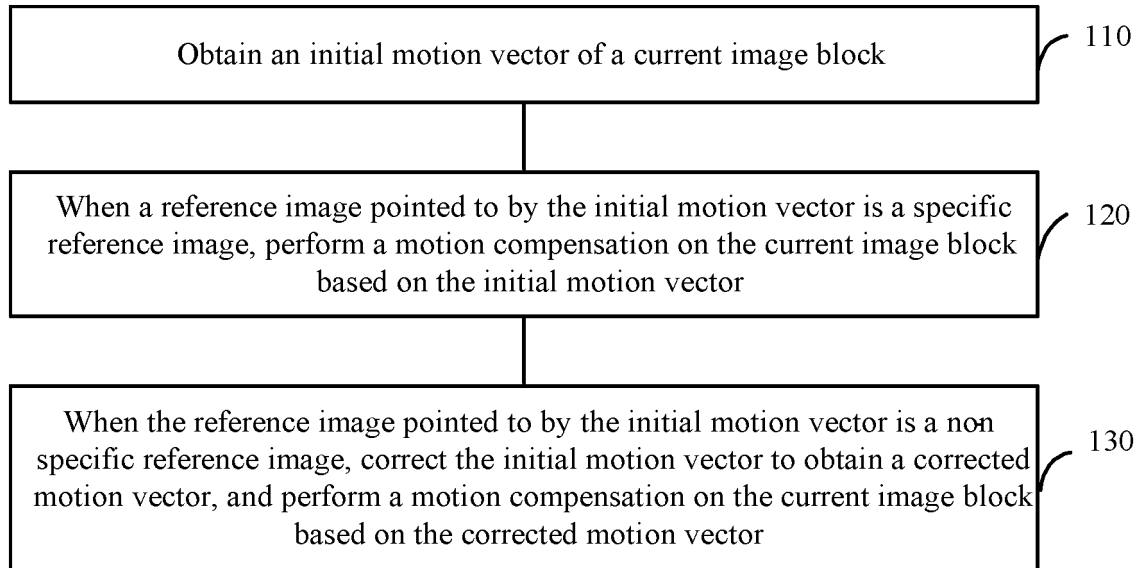 Obtain an initial motion vector of a current image block
110
When a reference image pointed to by the initial motion vector is a specific
reference image, perform a motion compensation on the current image block
based on the initial motion vector
120
When the reference image pointed to by the initial motion vector is a non-
specific reference image, correct the initial motion vector to obtain a corrected
motion vector, and perform a motion compensation on the current image block
based on the corrected motion vector
130